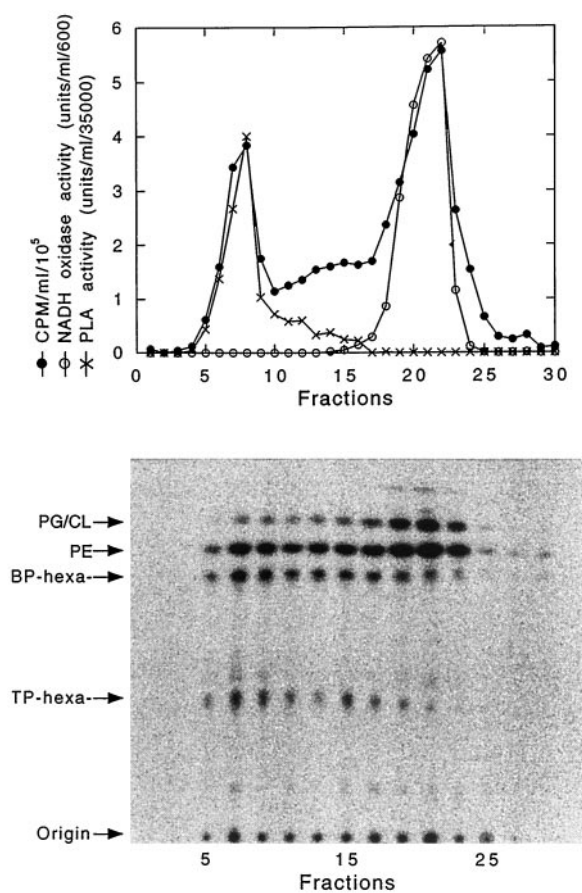 CPM/ml/10⁵
NADH oxidase activity (units/ml/600)
PLA activity (units/ml/35000)
6
5
4
3
2
1
0
0 5 10 15 20 25 30
Fractions
PG/CL
PE
BP-hexa-
TP-hexa-
Origin
5 15 25
Fractions